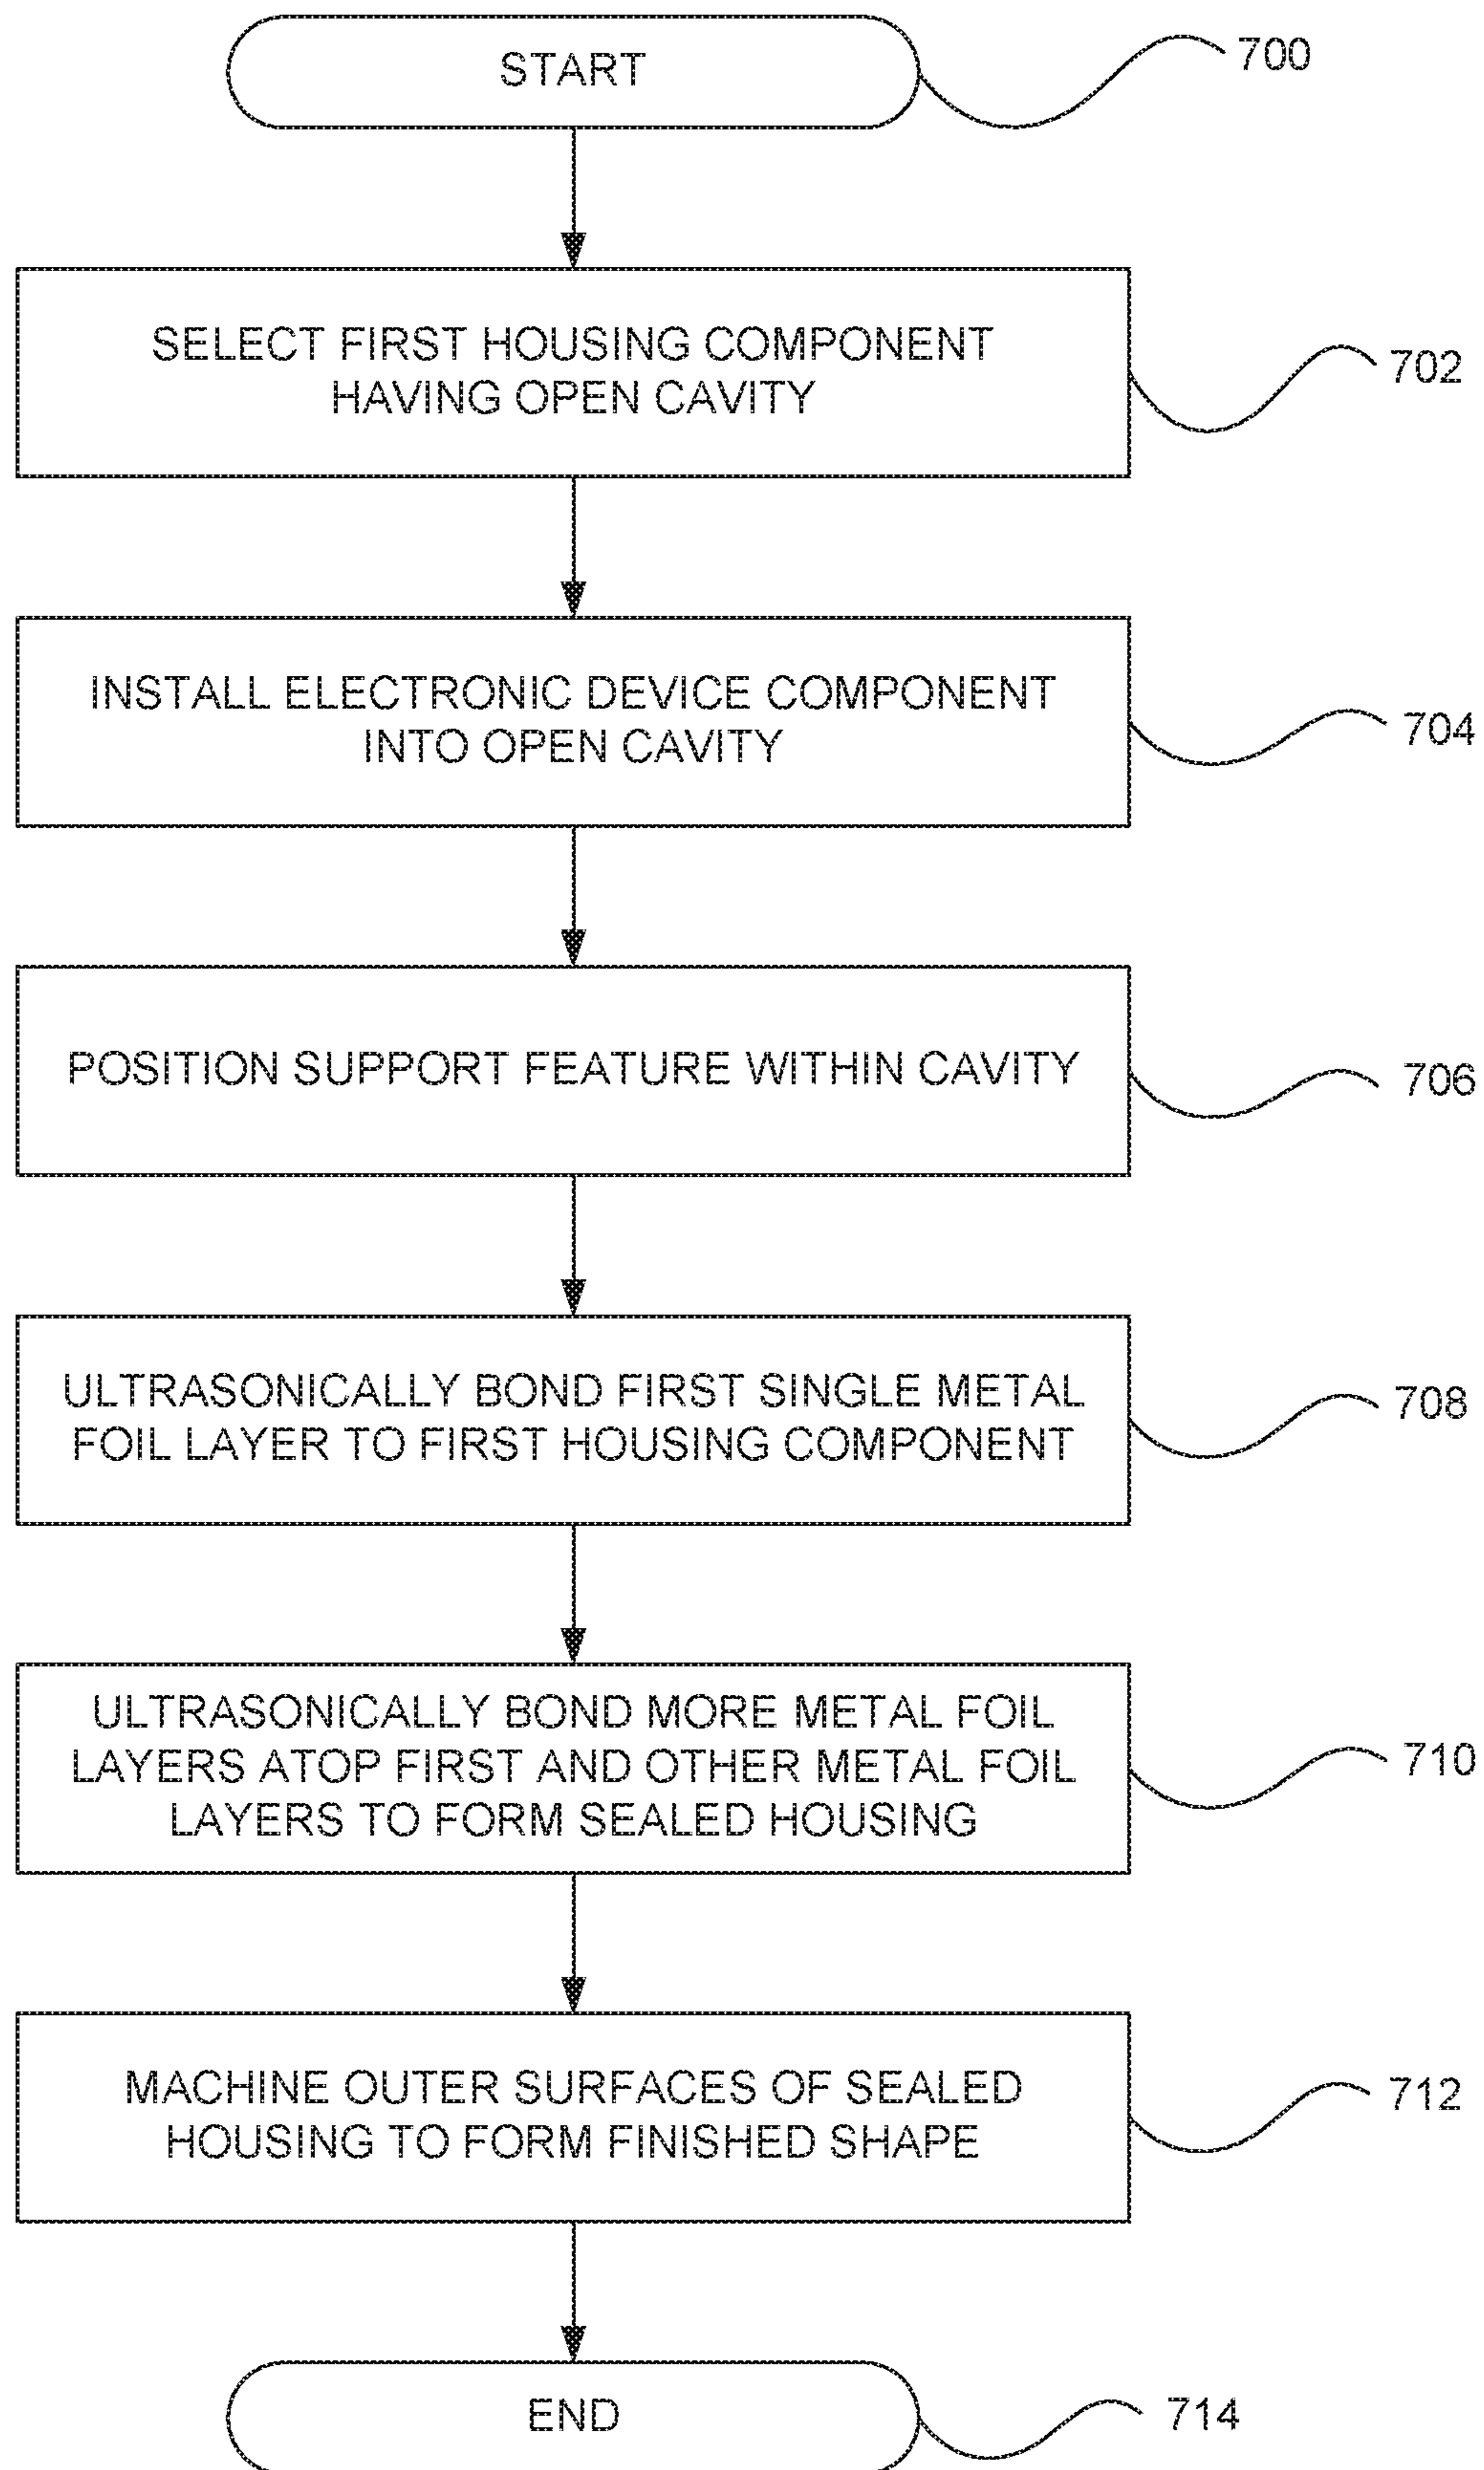 START
700
SELECT FIRST HOUSING COMPONENT
HAVING OPEN CAVITY
702
INSTALL ELECTRONIC DEVICE COMPONENT
INTO OPEN CAVITY
704
POSITION SUPPORT FEATURE WITHIN CAVITY
706
ULTRASONICALLY BOND FIRST SINGLE METAL
FOIL LAYER TO FIRST HOUSING COMPONENT
708
ULTRASONICALLY BOND MORE METAL FOIL
LAYERS ATOP FIRST AND OTHER METAL FOIL
LAYERS TO FORM SEALED HOUSING
710
MACHINE OUTER SURFACES OF SEALED
HOUSING TO FORM FINISHED SHAPE
712
END
714